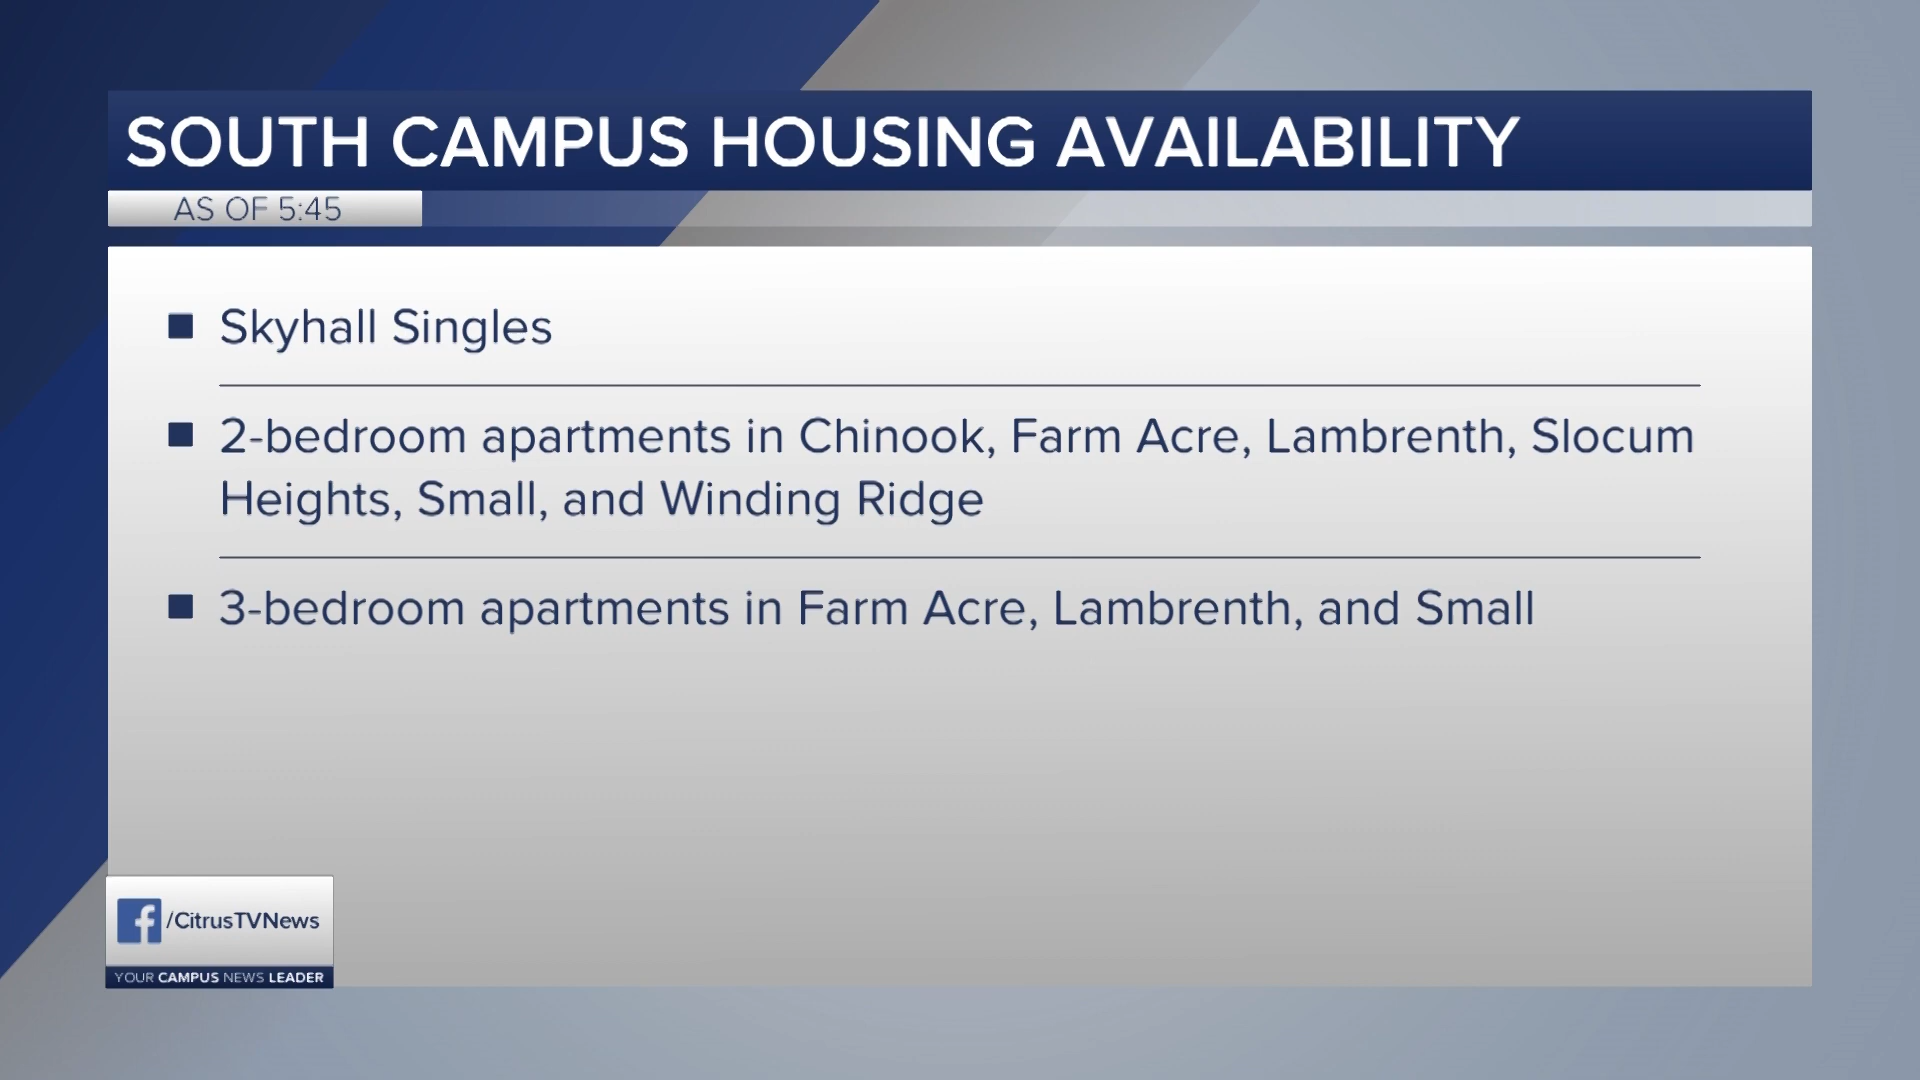 SOUTH CAMPUS HOUSING AVAILABILITY
AS OF 5:45
Skyhall Singles
2-bedroom apartments in Chinook, Farm Acre, Lambrenth, Slocum
Heights, Small, and Winding Ridge
3-bedroom apartments in Farm Acre, Lambrenth, and Small
f/CitrusTVNews
YOUR CAMPUS NEWS LEADER